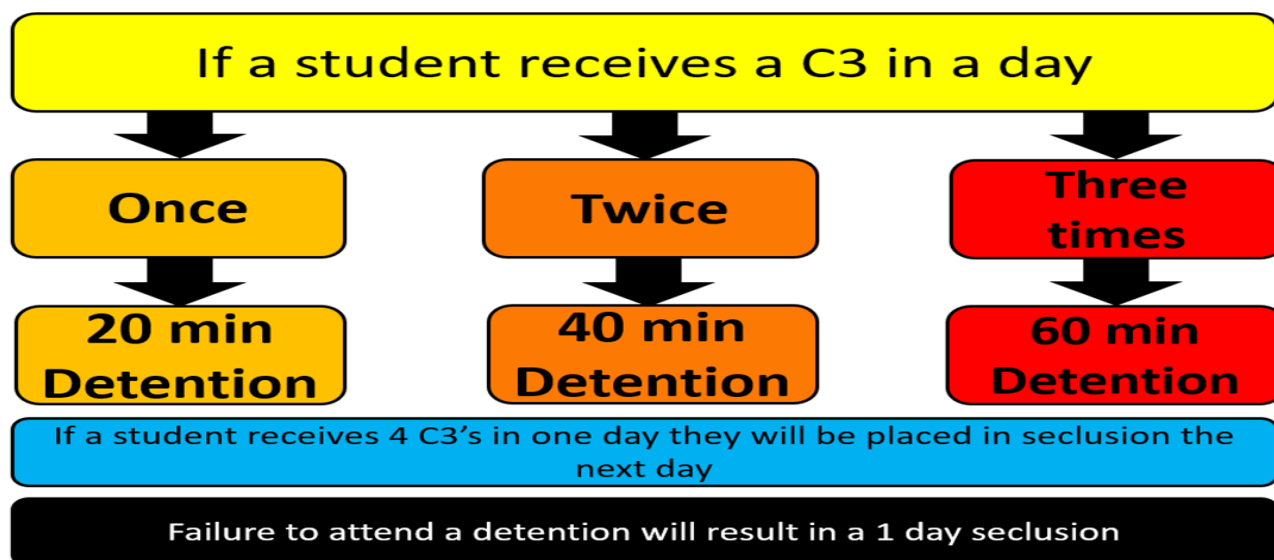 If a student receives a C3 in a day
Once
Twice
Three
times
20 min
Detention
40 min
Detention
60 min
Detention
If a student receives 4 C3’s in one day they will be placed in seclusion the
next day
Failure to attend a detention will result in a 1 day seclusion